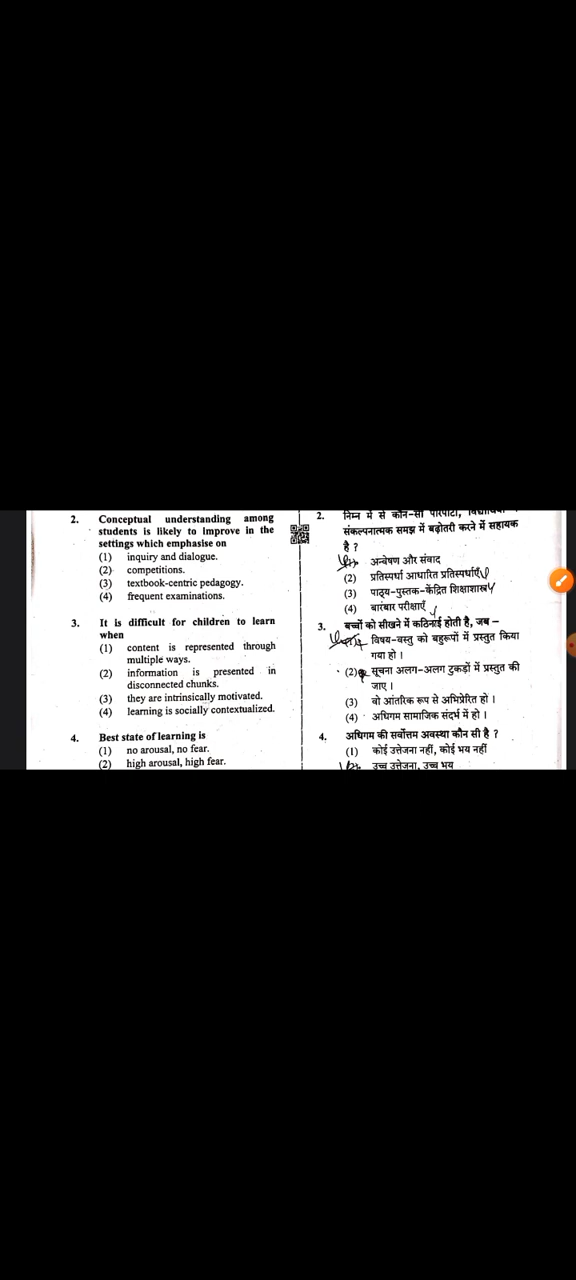 2. Conceptual understanding among
students is likely to improve in the
settings which emphasise on
(1) inquiry and dialogue.
(2) competitions.
(3) textbook-centric pedagogy.
(4) frequent examinations.
3. It is difficult for children to learn
when
(1) content is represented through
multiple ways.
(2) information is presented in
disconnected chunks.
(3) they are intrinsically motivated.
(4) learning is socially contextualized.
4. Best state of learning is
(1) no arousal, no fear.
(2) high arousal, high fear.
2. निम्न में से कौन-सी
संकल्पनात्मक समझ में बढ़ोतरी करने में सहायक
है ?
अन्वेषण और संवाद
(2) प्रतिस्पर्धा आधारित प्रतिस्पर्धाएँ
(3) पाठ्य-पुस्तक-केंद्रित शिक्षाशास्त्र
(4) बारंबार परीक्षाएँ
3. बच्चों को सीखने में कठिनाई होती है, जब –
विषय-वस्तु को बहुरूपों में प्रस्तुत किया
गया हो ।
(2) सूचना अलग-अलग टुकड़ों में प्रस्तुत की
जाए ।
(3) वो आंतरिक रूप से अभिप्रेरित हो ।
(4) अधिगम सामाजिक संदर्भ में हो ।
4. अधिगम की सर्वोत्तम अवस्था कौन सी है ?
(1) कोई उत्तेजना नहीं, कोई भय नहीं
उच्च उत्तेजना, उच्च भय